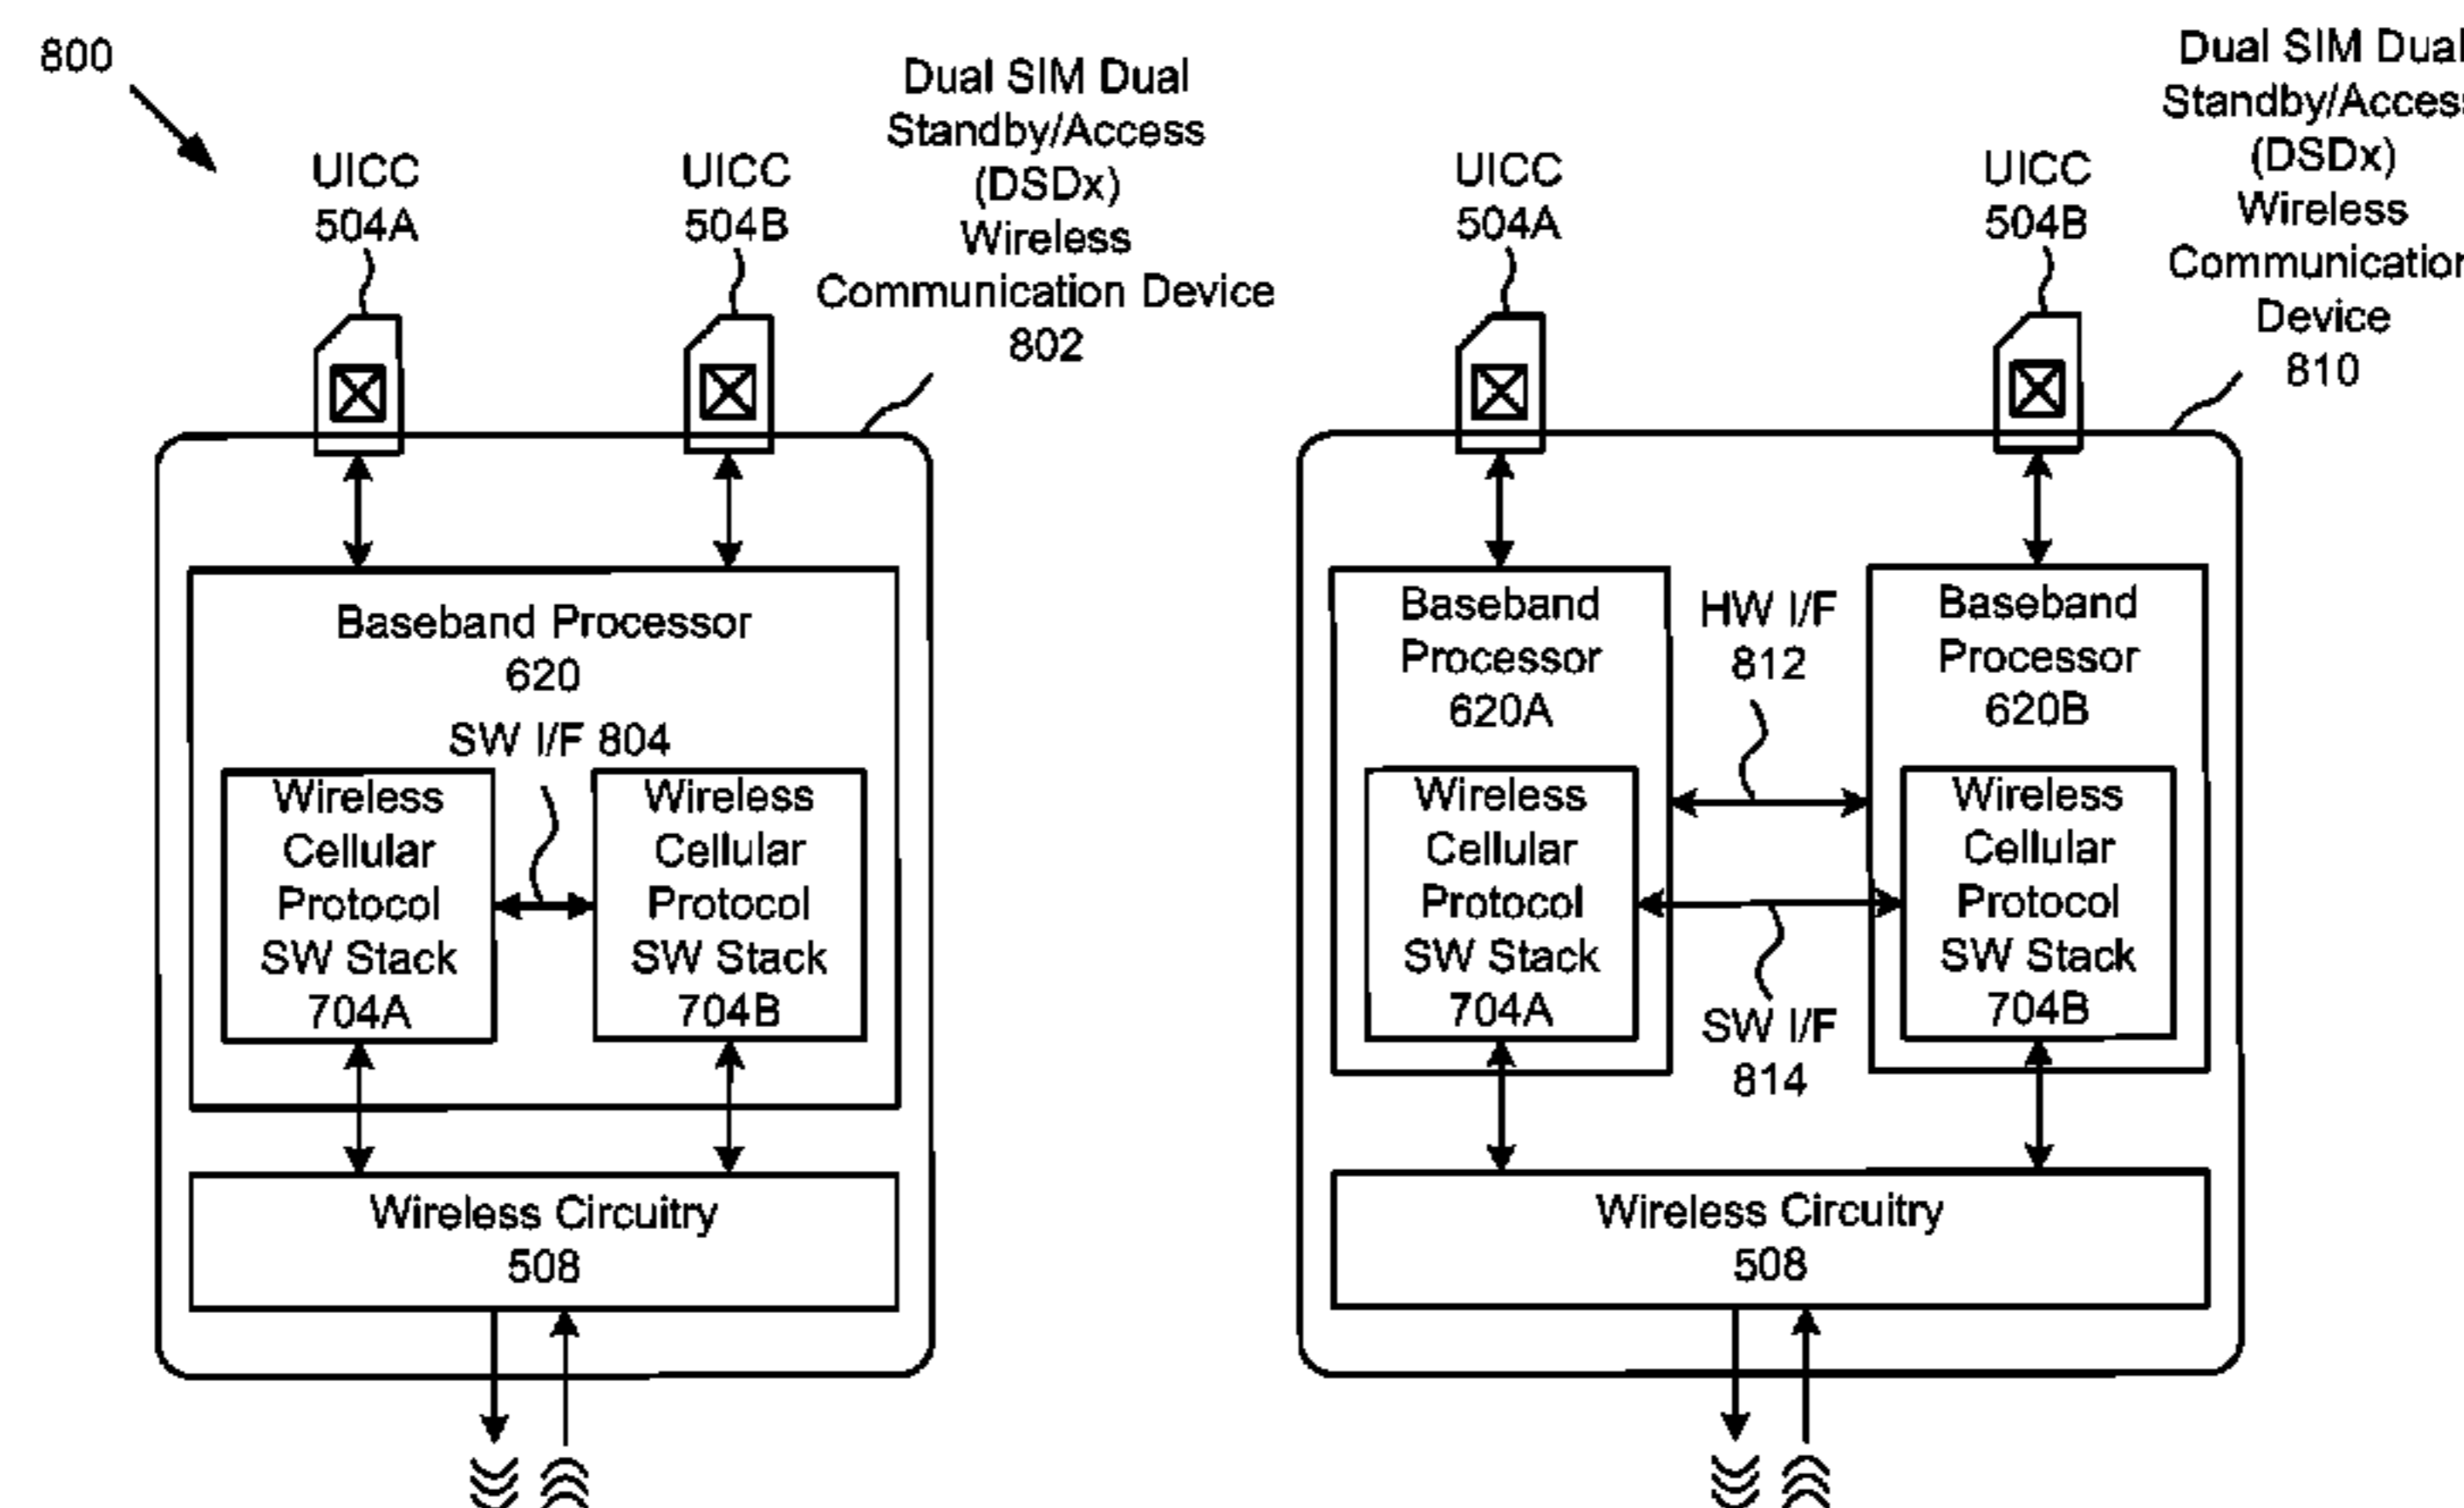 800
UICC
504A
UICC
504B
Dual SIM Dual
Standby/Access
(DSDx)
Wireless
Communication Device
802
Baseband Processor
620
SW I/F 804
Wireless
Cellular
Protocol
SW Stack
704A
Wireless
Cellular
Protocol
SW Stack
704B
Wireless Circuitry
508
UICC
504A
UICC
504B
Dual SIM Dual
Standby/Access
(DSDx)
Wireless
Communication
Device
810
Baseband
Processor
620A
HW I/F
812
Baseband
Processor
620B
Wireless
Cellular
Protocol
SW Stack
704A
SW I/F
814
Wireless
Cellular
Protocol
SW Stack
704B
Wireless Circuitry
508